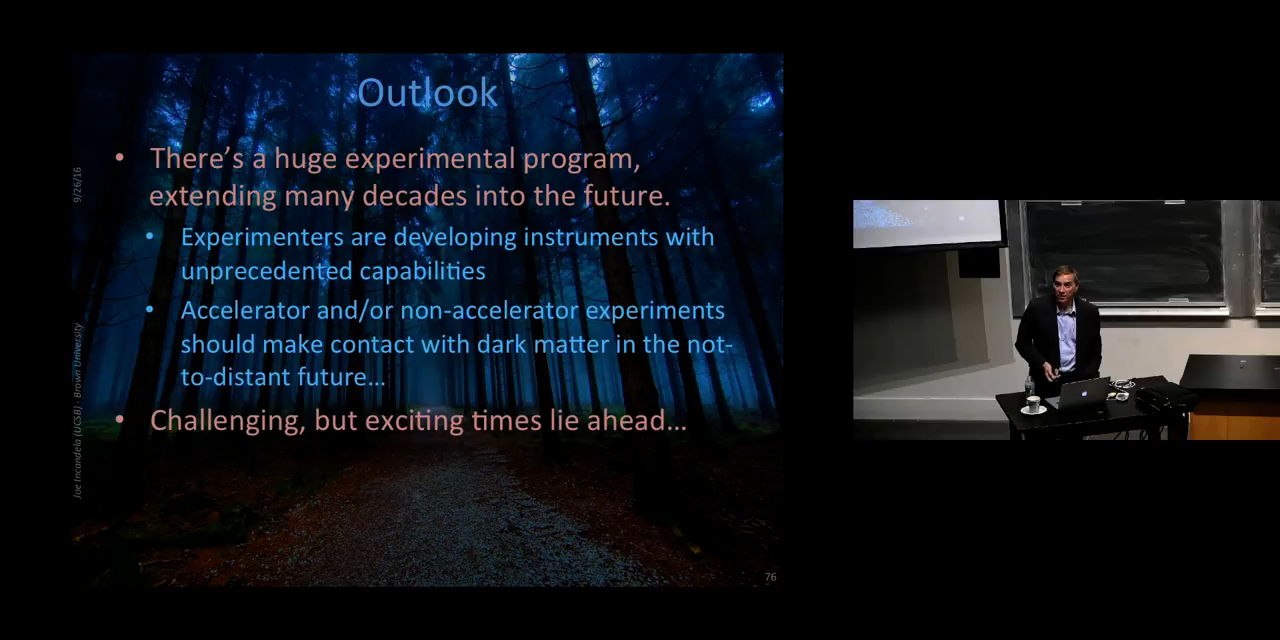 Outlook
• There's a huge experimental program,
extending many decades into the future.
• Experimenters are developing instruments with
unprecedented capabilities
• Accelerator and/or non-accelerator experiments
should make contact with dark matter in the not-
to-distant future...
• Challenging, but exciting times lie ahead...
9/26/16
Joe Incandela (UCSB) - Brown University
76